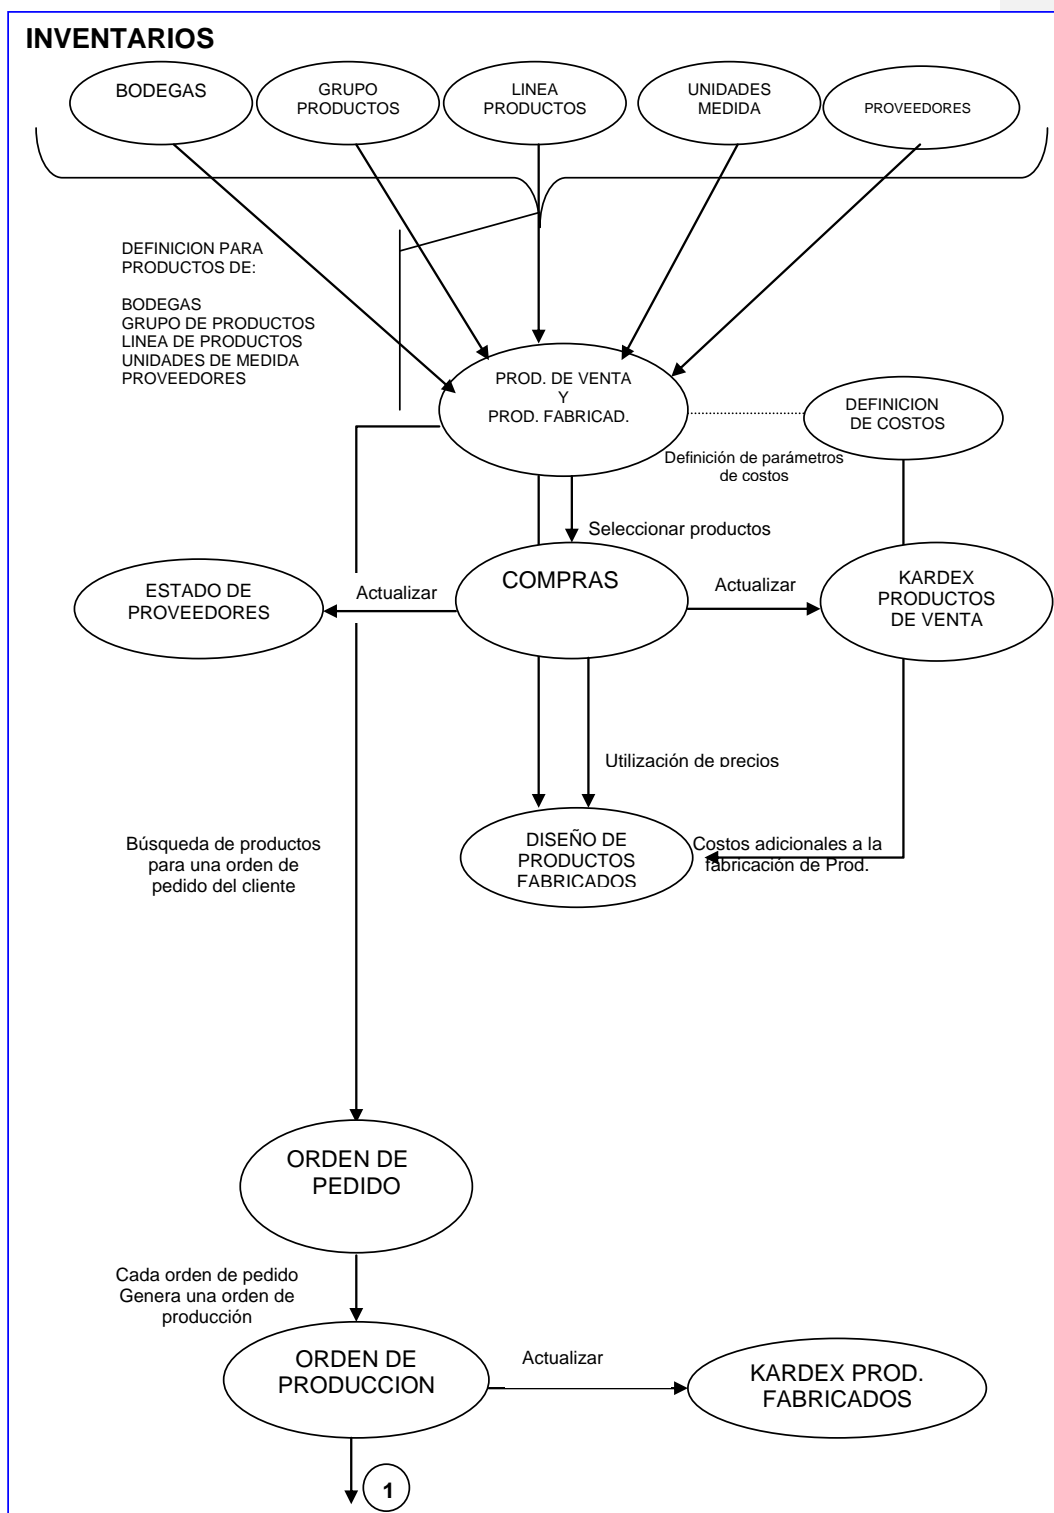 INVENTARIOS
BODEGAS
GRUPO
PRODUCTOS
LINEA
PRODUCTOS
UNIDADES
MEDIDA
PROVEEDORES
DEFINICION PARA
PRODUCTOS DE:
BODEGAS
GRUPO DE PRODUCTOS
LINEA DE PRODUCTOS
UNIDADES DE MEDIDA
PROVEEDORES
PROD. DE VENTA
Y
PROD. FABRICAD.
DEFINICION
DE COSTOS
Definición de parámetros
de costos
Seleccionar productos
ESTADO DE
PROVEEDORES
Actualizar
COMPRAS
Actualizar
KARDEX
PRODUCTOS
DE VENTA
Utilización de precios
Búsqueda de productos
para una orden de
pedido del cliente
DISEÑO DE
PRODUCTOS
FABRICADOS
Costos adicionales a la
fabricación de Prod.
ORDEN DE
PEDIDO
Cada orden de pedido
Genera una orden de
producción
ORDEN DE
PRODUCCION
Actualizar
KARDEX PROD.
FABRICADOS
1